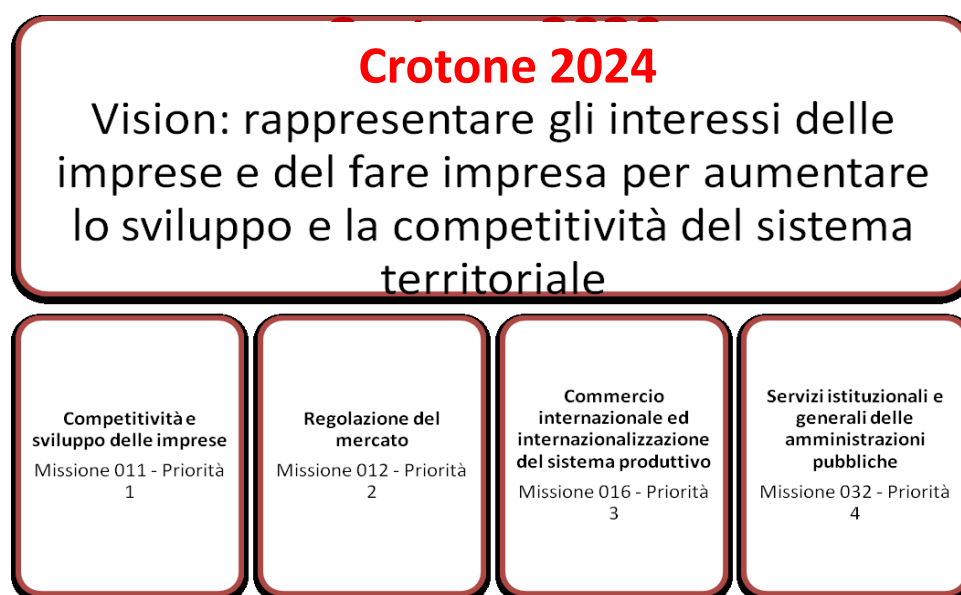 Crotone 2024
Vision: rappresentare gli interessi delle
imprese e del fare impresa per aumentare
lo sviluppo e la competitività del sistema
territoriale
Competitività e
sviluppo delle imprese
Missione 011 - Priorità
1
Regolazione del
mercato
Missione 012 - Priorità
2
Commercio
internazionale ed
internazionalizzazione
del sistema produttivo
Missione 016 - Priorità
3
Servizi istituzionali e
generali delle
amministrazioni
pubbliche
Missione 032 - Priorità
4